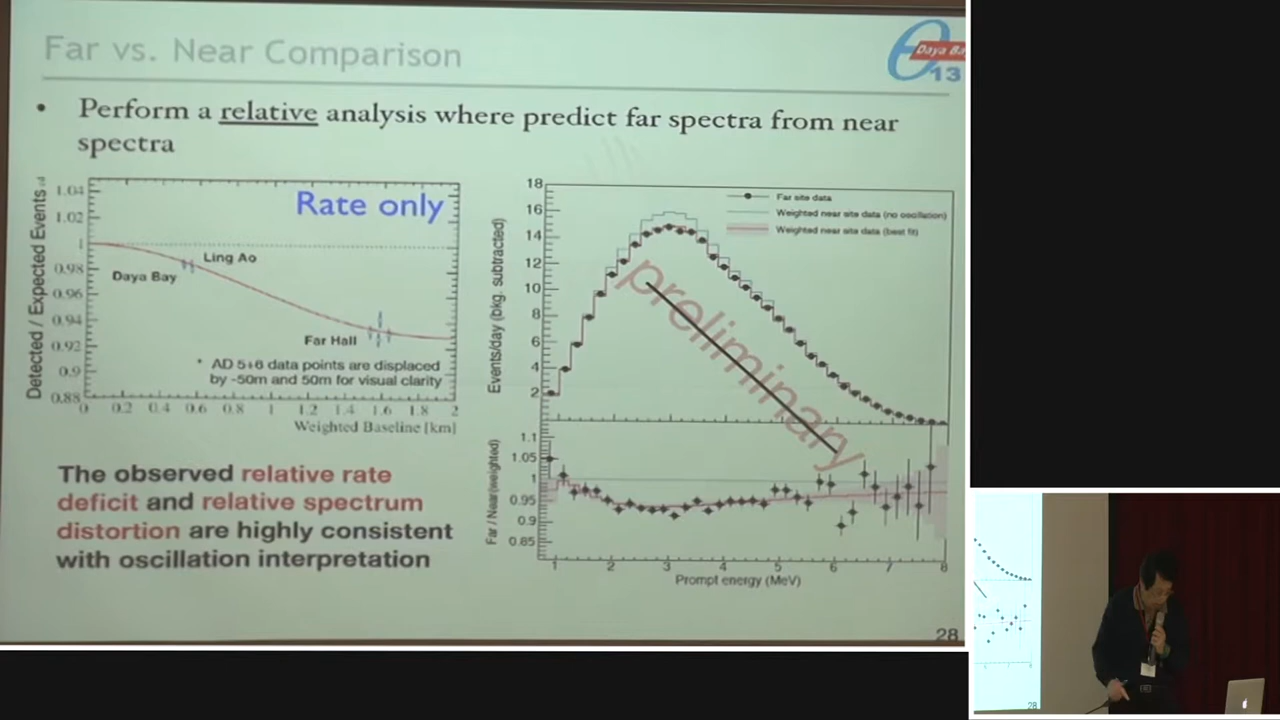 Far vs. Near Comparison
Daya Ba
θ13
• Perform a relative analysis where predict far spectra from near
spectra
Detected / Expected Events
1.04
1.02
1
0.98
0.96
0.94
0.92
0.9
0.88
Rate only
Ling Ao
Daya Bay
Far Hall
* AD 5+6 data points are displaced
by -50m and 50m for visual clarity
0 0.2 0.4 0.6 0.8 1 1.2 1.4 1.6 1.8 2
Weighted Baseline [km]
The observed relative rate
deficit and relative spectrum
distortion are highly consistent
with oscillation interpretation
Events/day (bkg. subtracted)
18
16
14
12
10
8
6
4
2
Far site data
Weighted near site data (no oscillation)
Weighted near site data (best fit)
preliminary
Far / Near(weighted)
1.1
1.05
1
0.95
0.9
0.85
1 2 3 4 5 6 7 8
Prompt energy (MeV)
28
28